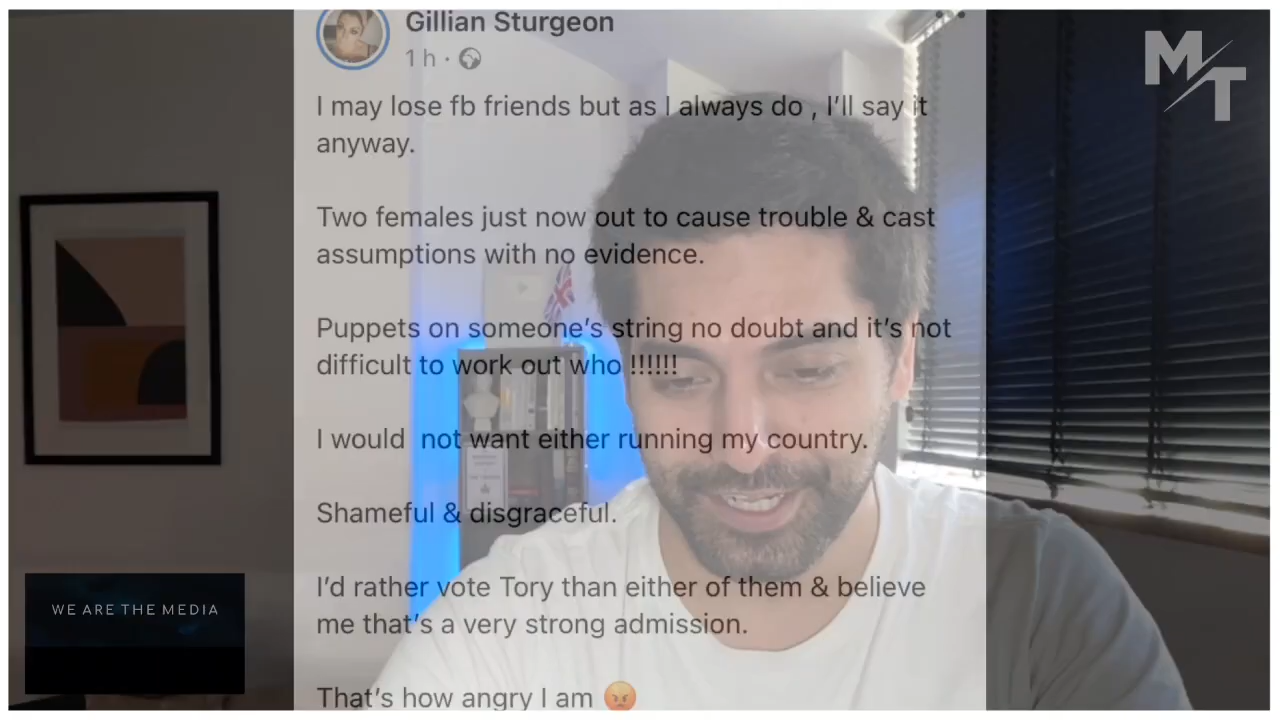 Gillian Sturgeon
1 h ·
I may lose fb friends but as I always do , I'll say it
anyway.
Two females just now out to cause trouble & cast
assumptions with no evidence.
Puppets on someone's string no doubt and it's not
difficult to work out who !!!!!!
I would  not want either running my country.
Shameful & disgraceful.
I'd rather vote Tory than either of them & believe
me that's a very strong admission.
That's how angry I am 😡
M/T
WE ARE THE MEDIA